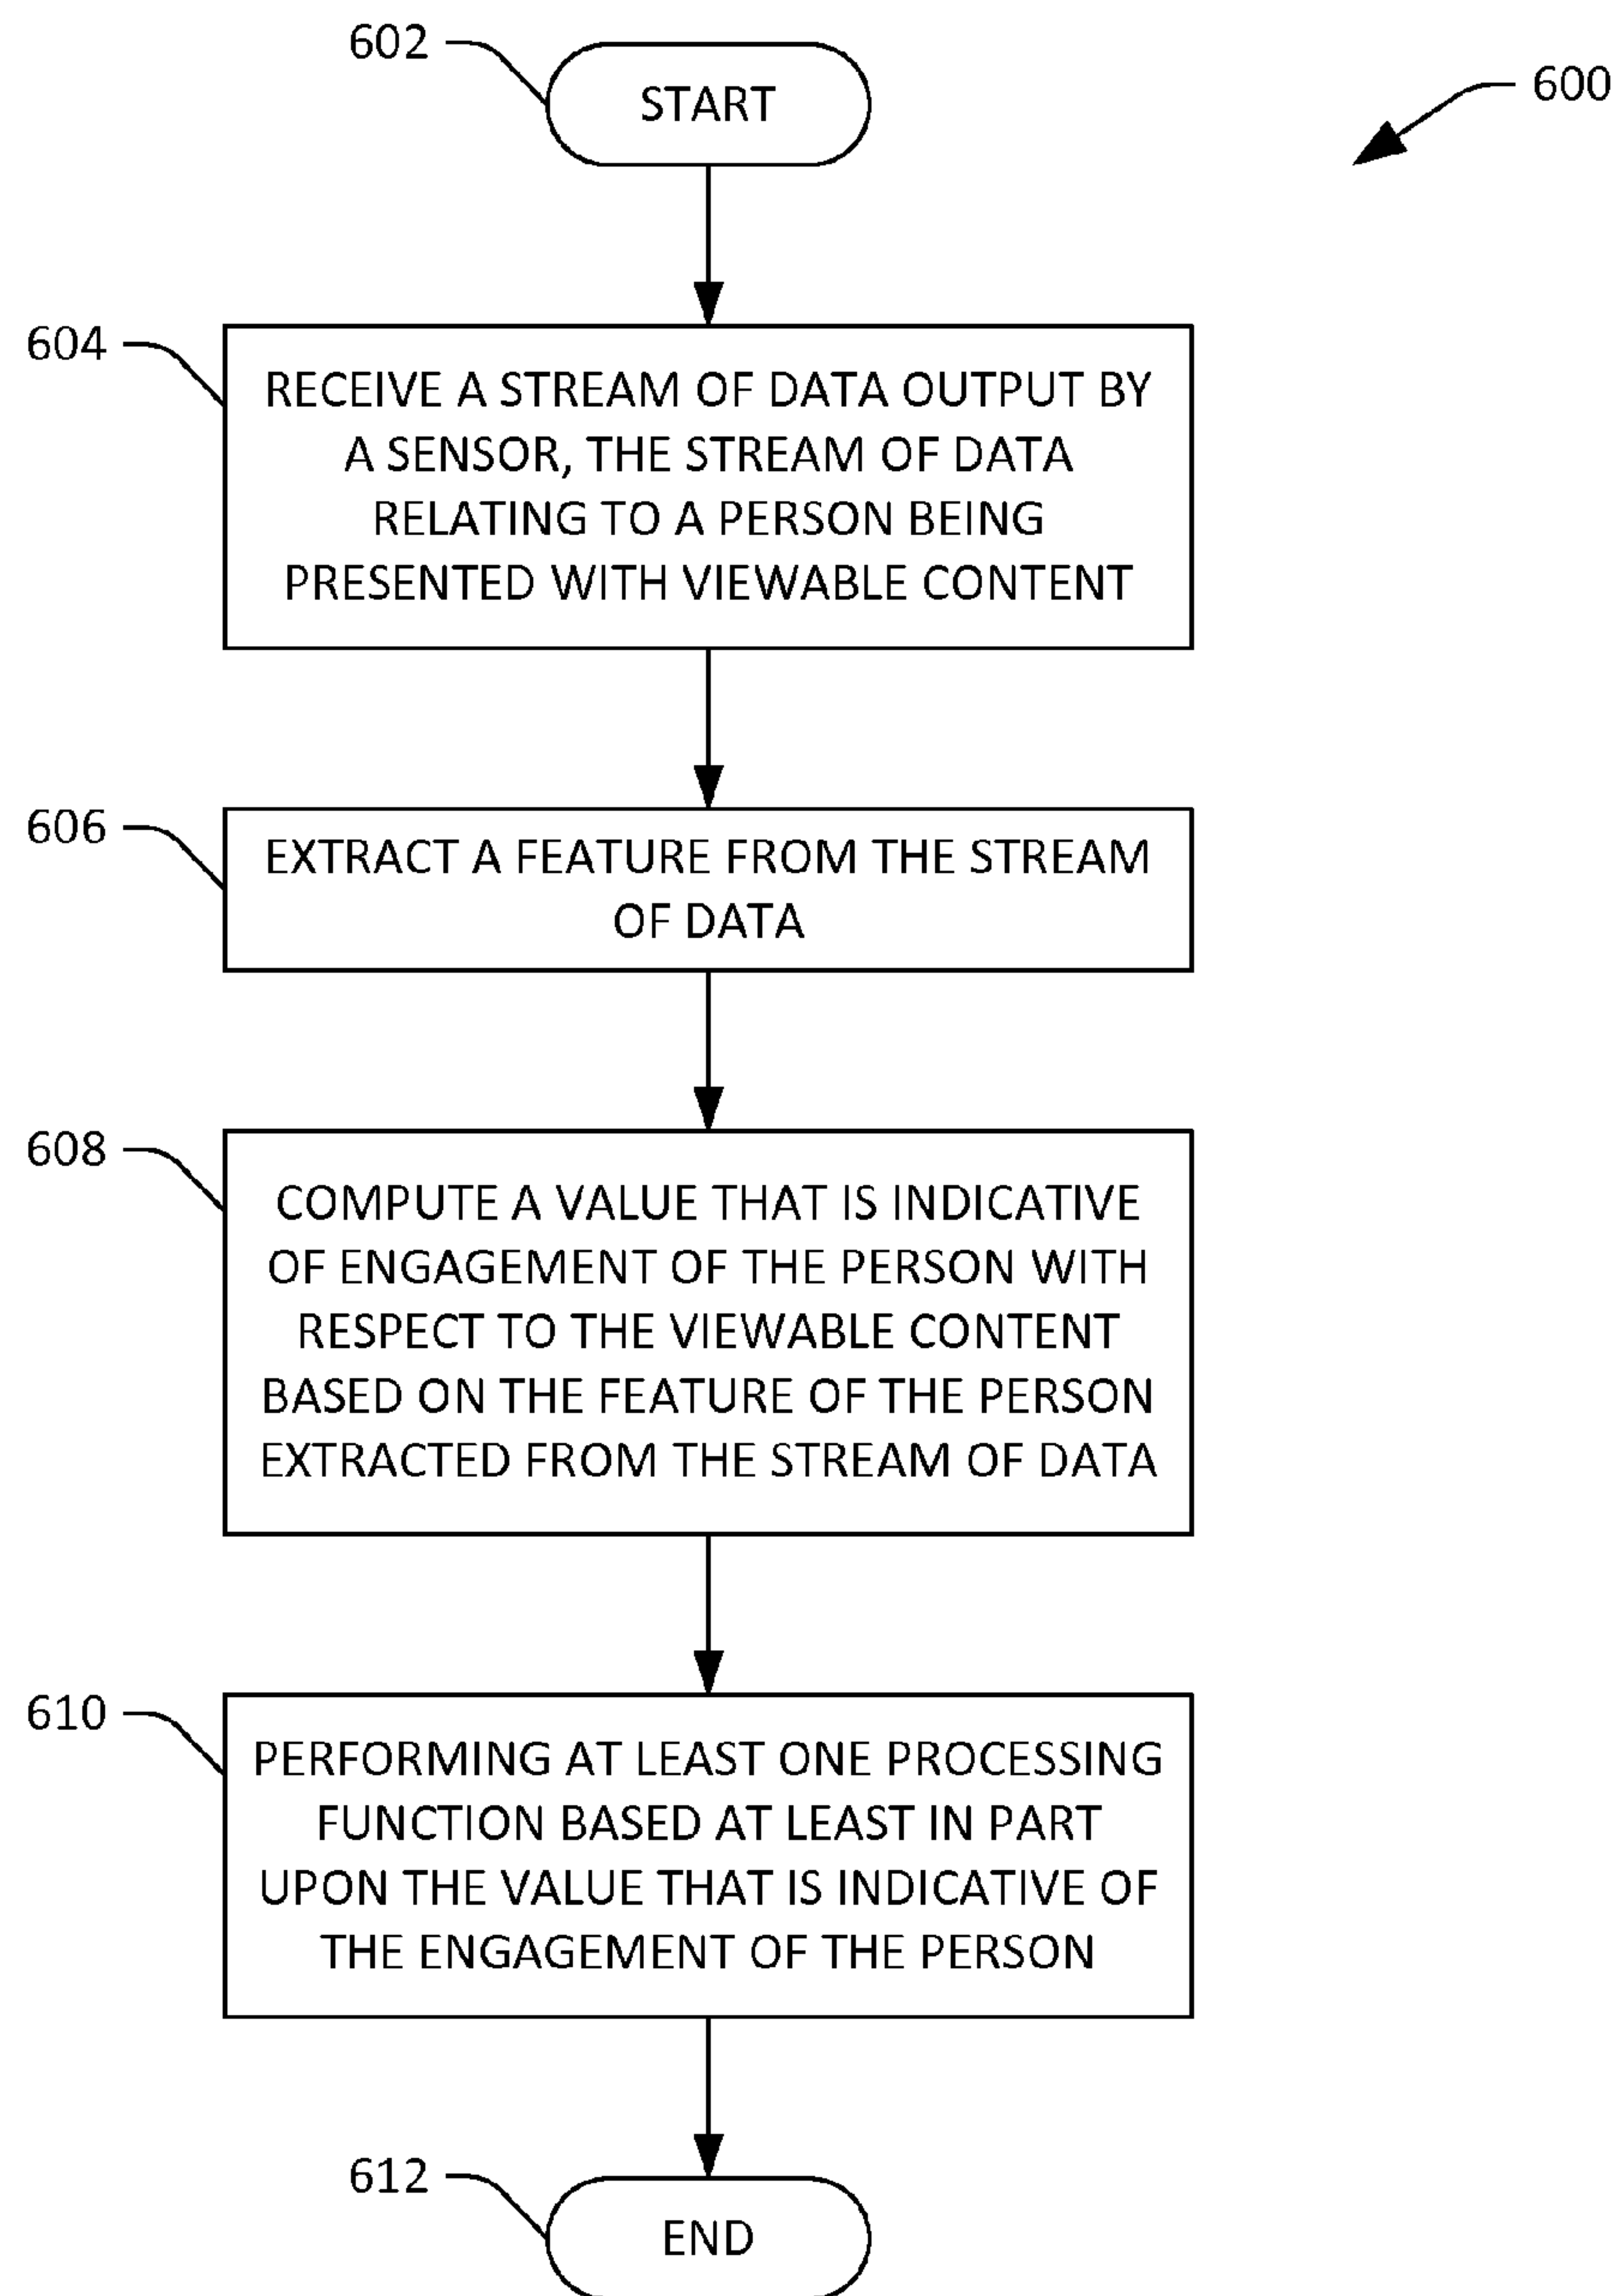 602
START
600
604
RECEIVE A STREAM OF DATA OUTPUT BY
A SENSOR, THE STREAM OF DATA
RELATING TO A PERSON BEING
PRESENTED WITH VIEWABLE CONTENT
606
EXTRACT A FEATURE FROM THE STREAM
OF DATA
608
COMPUTE A VALUE THAT IS INDICATIVE
OF ENGAGEMENT OF THE PERSON WITH
RESPECT TO THE VIEWABLE CONTENT
BASED ON THE FEATURE OF THE PERSON
EXTRACTED FROM THE STREAM OF DATA
610
PERFORMING AT LEAST ONE PROCESSING
FUNCTION BASED AT LEAST IN PART
UPON THE VALUE THAT IS INDICATIVE OF
THE ENGAGEMENT OF THE PERSON
612
END